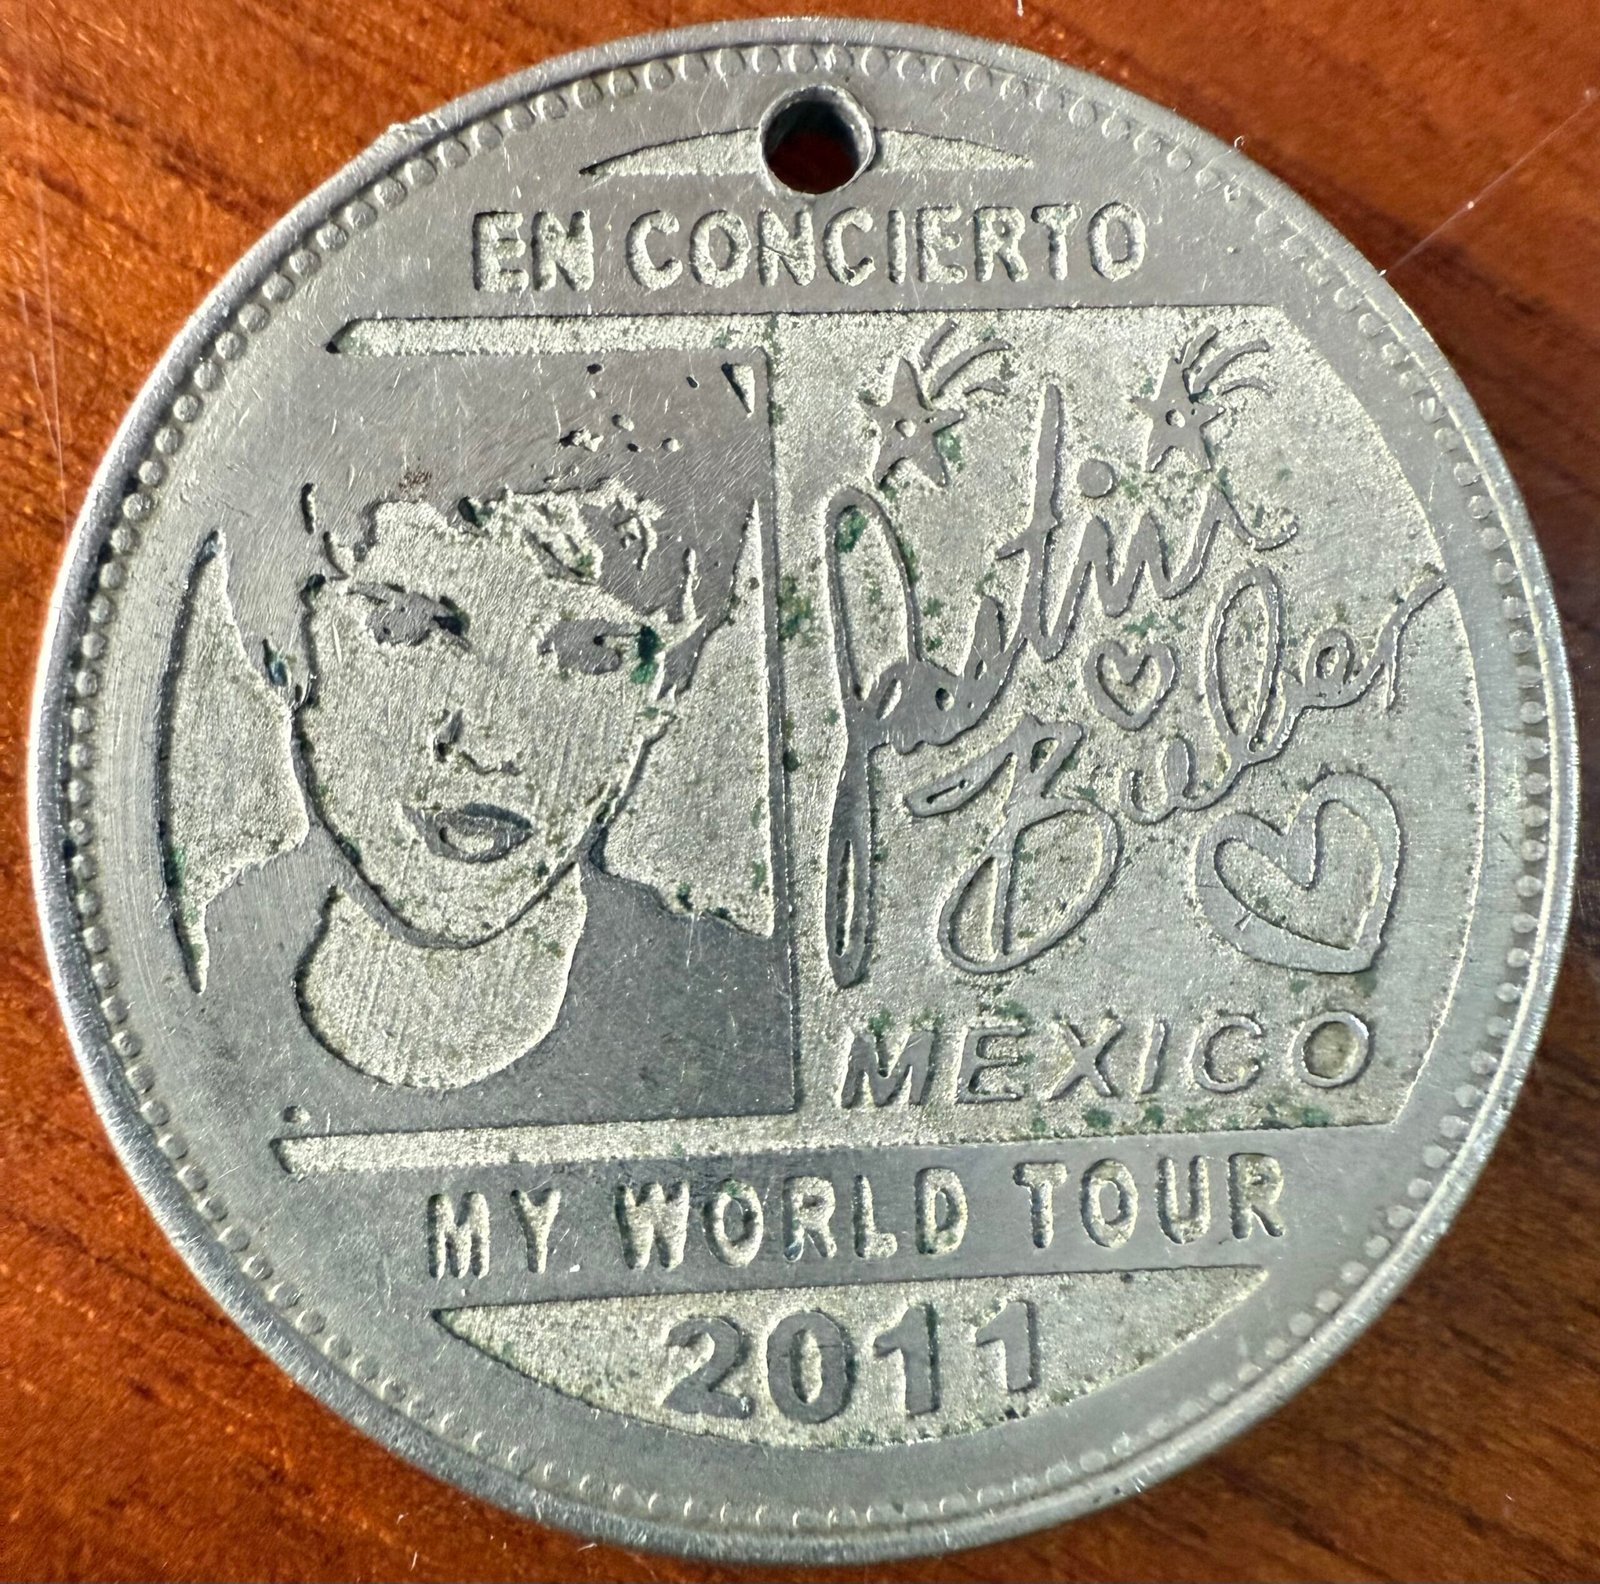 EN CONCIERTO
Justin
Bieber
MEXICO
MY WORLD TOUR
2011